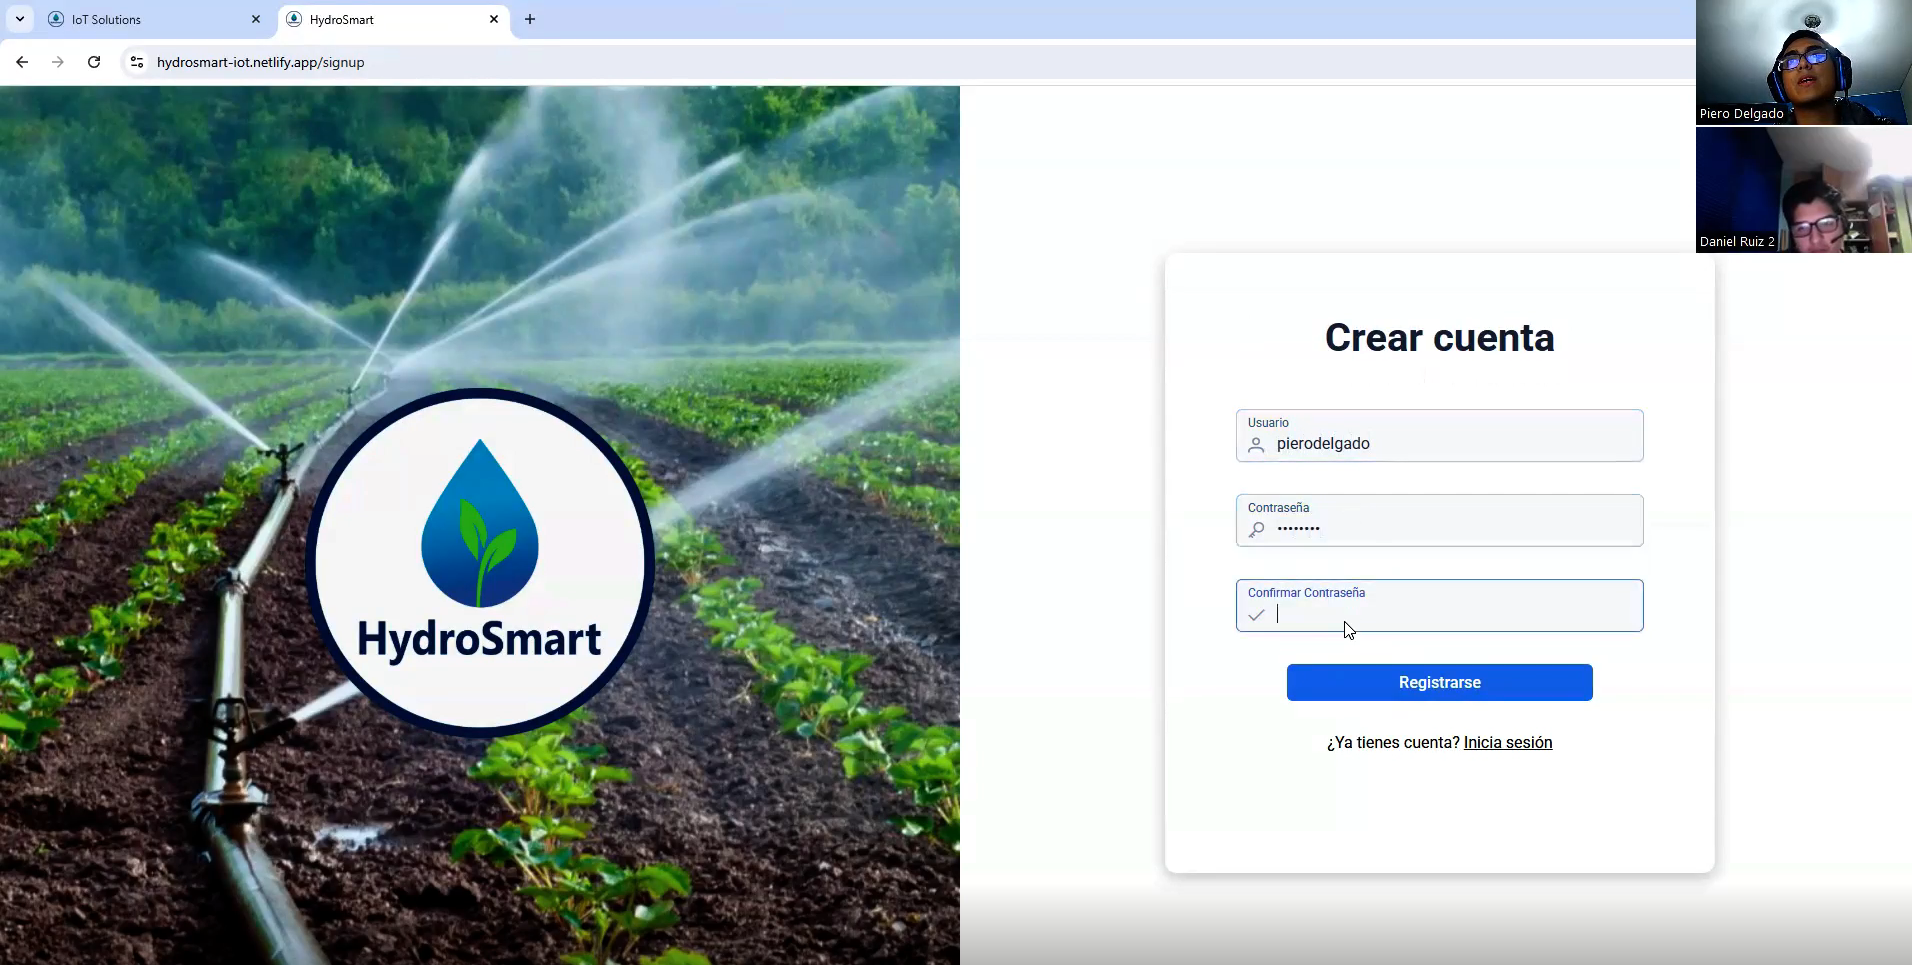 IoT Solutions
HydroSmart
hydrosmart-iot.netlify.app/signup
Piero Delgado
Daniel Ruiz 2
HydroSmart
Crear cuenta
Usuario
pierodelgado
Contraseña
••••••••
Confirmar Contraseña
Registrarse
¿Ya tienes cuenta? Inicia sesión